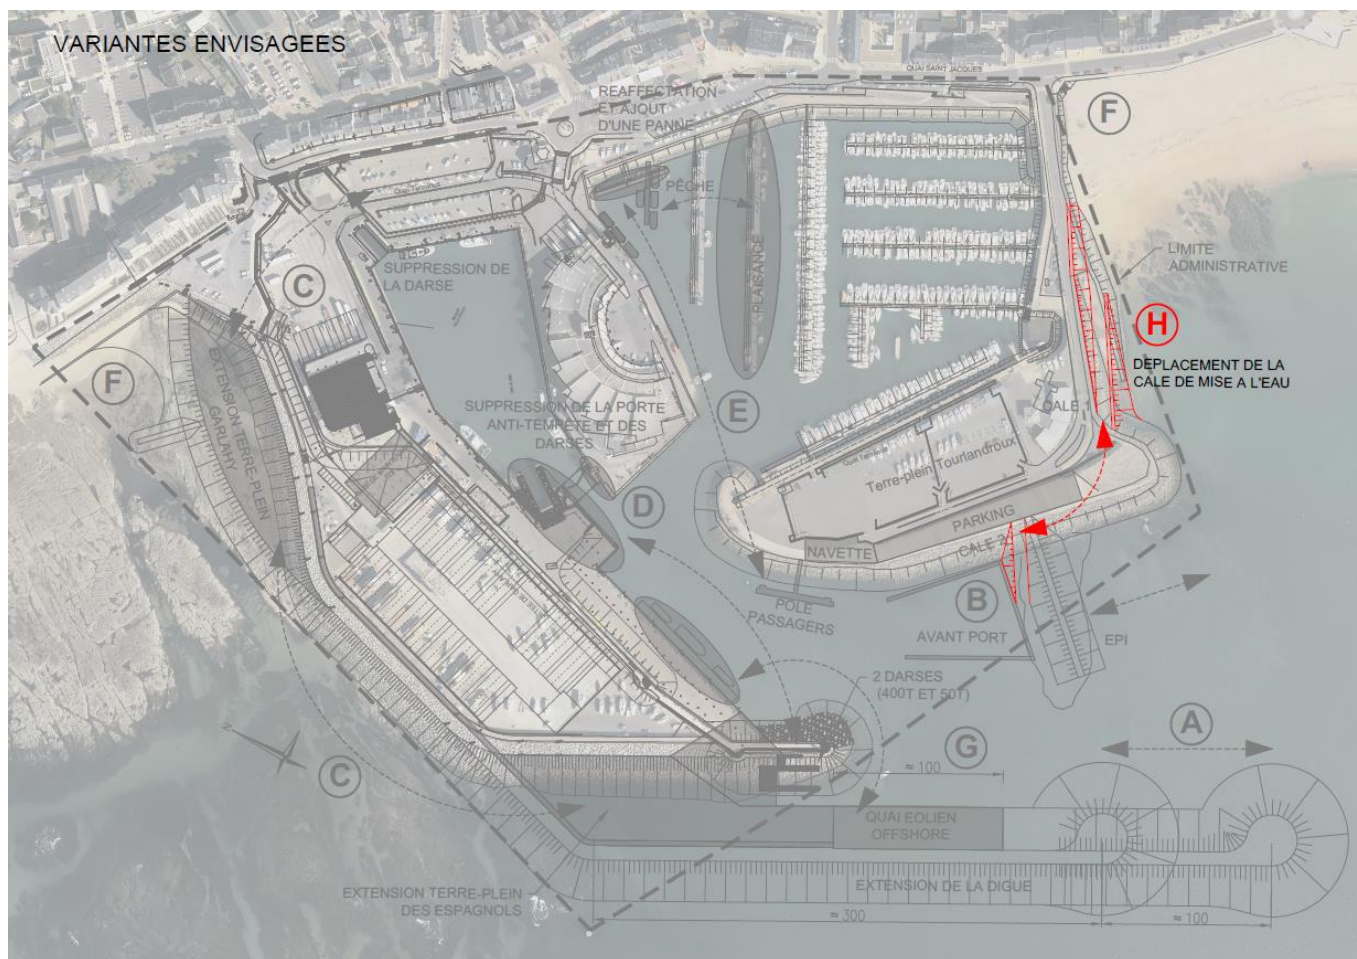 VARIANTES ENVISAGEES
QUAI SAINT JACQUES
REAFFECTATION
ET AJOUT
D'UNE PANNE
F
PÊCHE
PLAISANCE
LIMITE
ADMINISTRATIVE
SUPPRESSION DE
LA DARSE
C
H
DEPLACEMENT DE LA
CALE DE MISE A L'EAU
F
EXTENSION TERRE-PLEIN
GARLAHY
SUPPRESSION DE LA PORTE
ANTI-TEMPÊTE ET DES
DARSES
E
CALE 1
Terre-plein Tourlandroux
D
PARKING
NAVETTE
CALE 2
B
POLE
PASSAGERS
AVANT PORT
EPI
2 DARSES
(400T ET 50T)
A
G
C
≈ 100
QUAI EOLIEN
OFFSHORE
EXTENSION TERRE-PLEIN
DES ESPAGNOLS
EXTENSION DE LA DIGUE
≈ 300
≈ 100